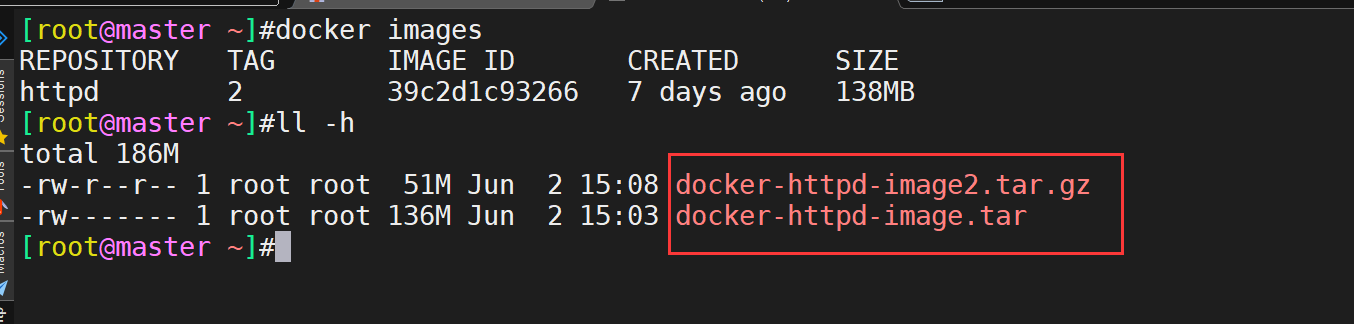 [root@master ~]#docker images
REPOSITORY   TAG       IMAGE ID       CREATED      SIZE
httpd        2         39c2d1c93266   7 days ago   138MB
[root@master ~]#ll -h
total 186M
-rw-r--r-- 1 root root  51M Jun  2 15:08 docker-httpd-image2.tar.gz
-rw------- 1 root root 136M Jun  2 15:03 docker-httpd-image.tar
[root@master ~]#
Sessions
Macros